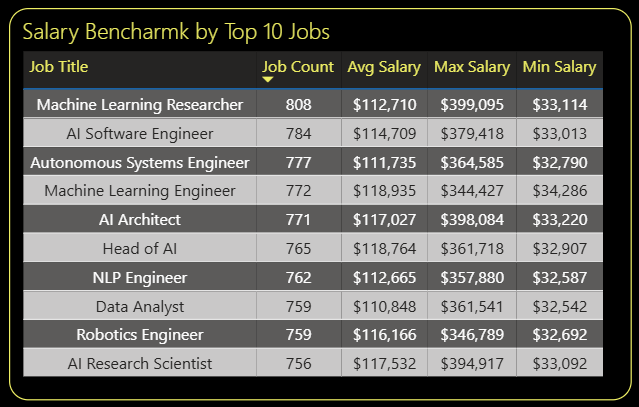 Salary Bencharmk by Top 10 Jobs
Job Title Job Count Avg Salary Max Salary Min Salary
Machine Learning Researcher 808 $112,710 $399,095 $33,114
AI Software Engineer 784 $114,709 $379,418 $33,013
Autonomous Systems Engineer 777 $111,735 $364,585 $32,790
Machine Learning Engineer 772 $118,935 $344,427 $34,286
AI Architect 771 $117,027 $398,084 $33,220
Head of AI 765 $118,764 $361,718 $32,907
NLP Engineer 762 $112,665 $357,880 $32,587
Data Analyst 759 $110,848 $361,541 $32,542
Robotics Engineer 759 $116,166 $346,789 $32,692
AI Research Scientist 756 $117,532 $394,917 $33,092